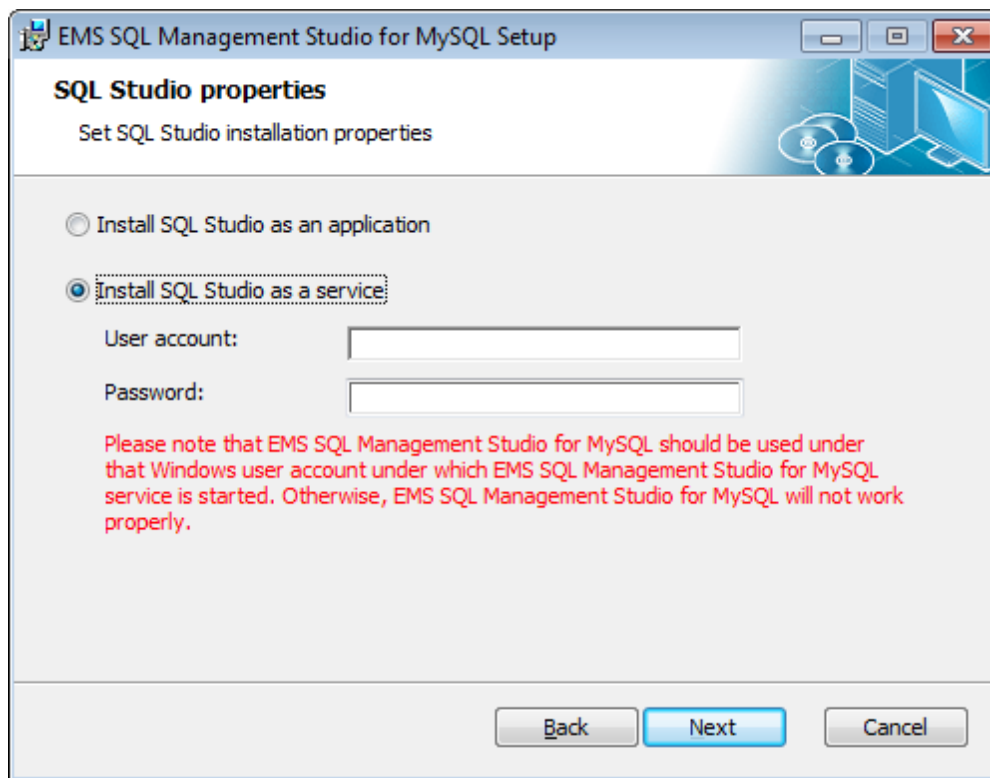 EMS SQL Management Studio for MySQL Setup
SQL Studio properties
Set SQL Studio installation properties
Install SQL Studio as an application
Install SQL Studio as a service
User account:
Password:
Please note that EMS SQL Management Studio for MySQL should be used under
that Windows user account under which EMS SQL Management Studio for MySQL
service is started. Otherwise, EMS SQL Management Studio for MySQL will not work
properly.
Back
Next
Cancel